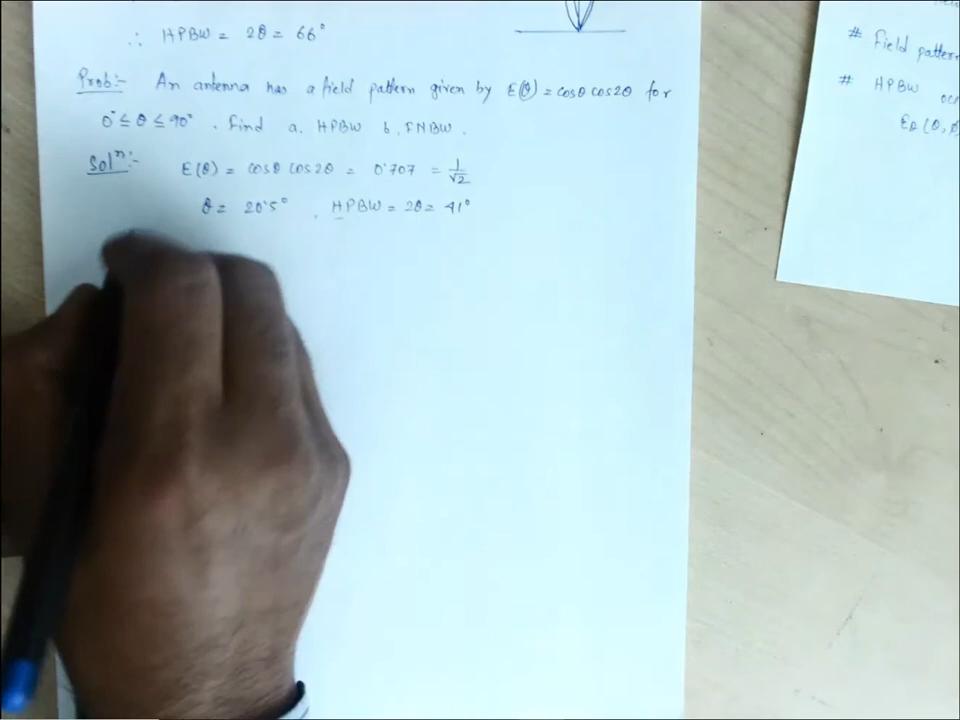 ∴ HPBW = 2θ = 66°
Prob:- An antenna has a field pattern given by E(θ) = cosθ cos2θ for
0° ≤ θ ≤ 90° . Find a. HPBW b. FNBW .
Solⁿ:- E(θ) = cosθ cos2θ = 0.707 = 1/√2
θ = 20.5° , HPBW = 2θ = 41°
# Field pattern
# HPBW
Eθ(θ,